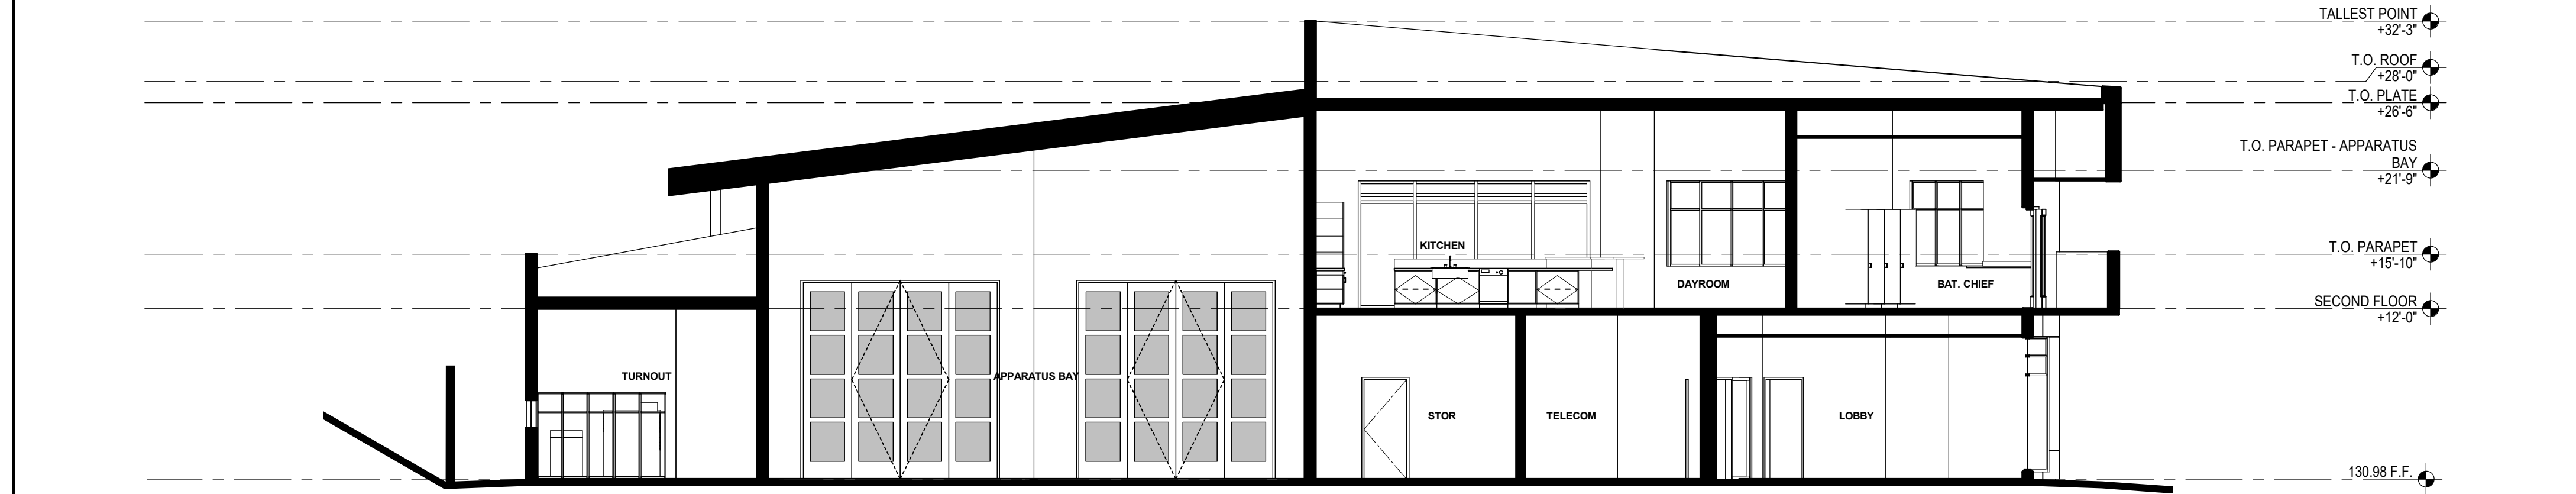 TALLEST POINT
+32'-3"
T.O. ROOF
+28'-0"
T.O. PLATE
+26'-6"
T.O. PARAPET - APPARATUS
BAY
+21'-9"
KITCHEN
T.O. PARAPET
+15'-10"
DAYROOM
BAT. CHIEF
SECOND FLOOR
+12'-0"
TURNOUT
APPARATUS BAY
STOR
TELECOM
LOBBY
130.98 F.F.